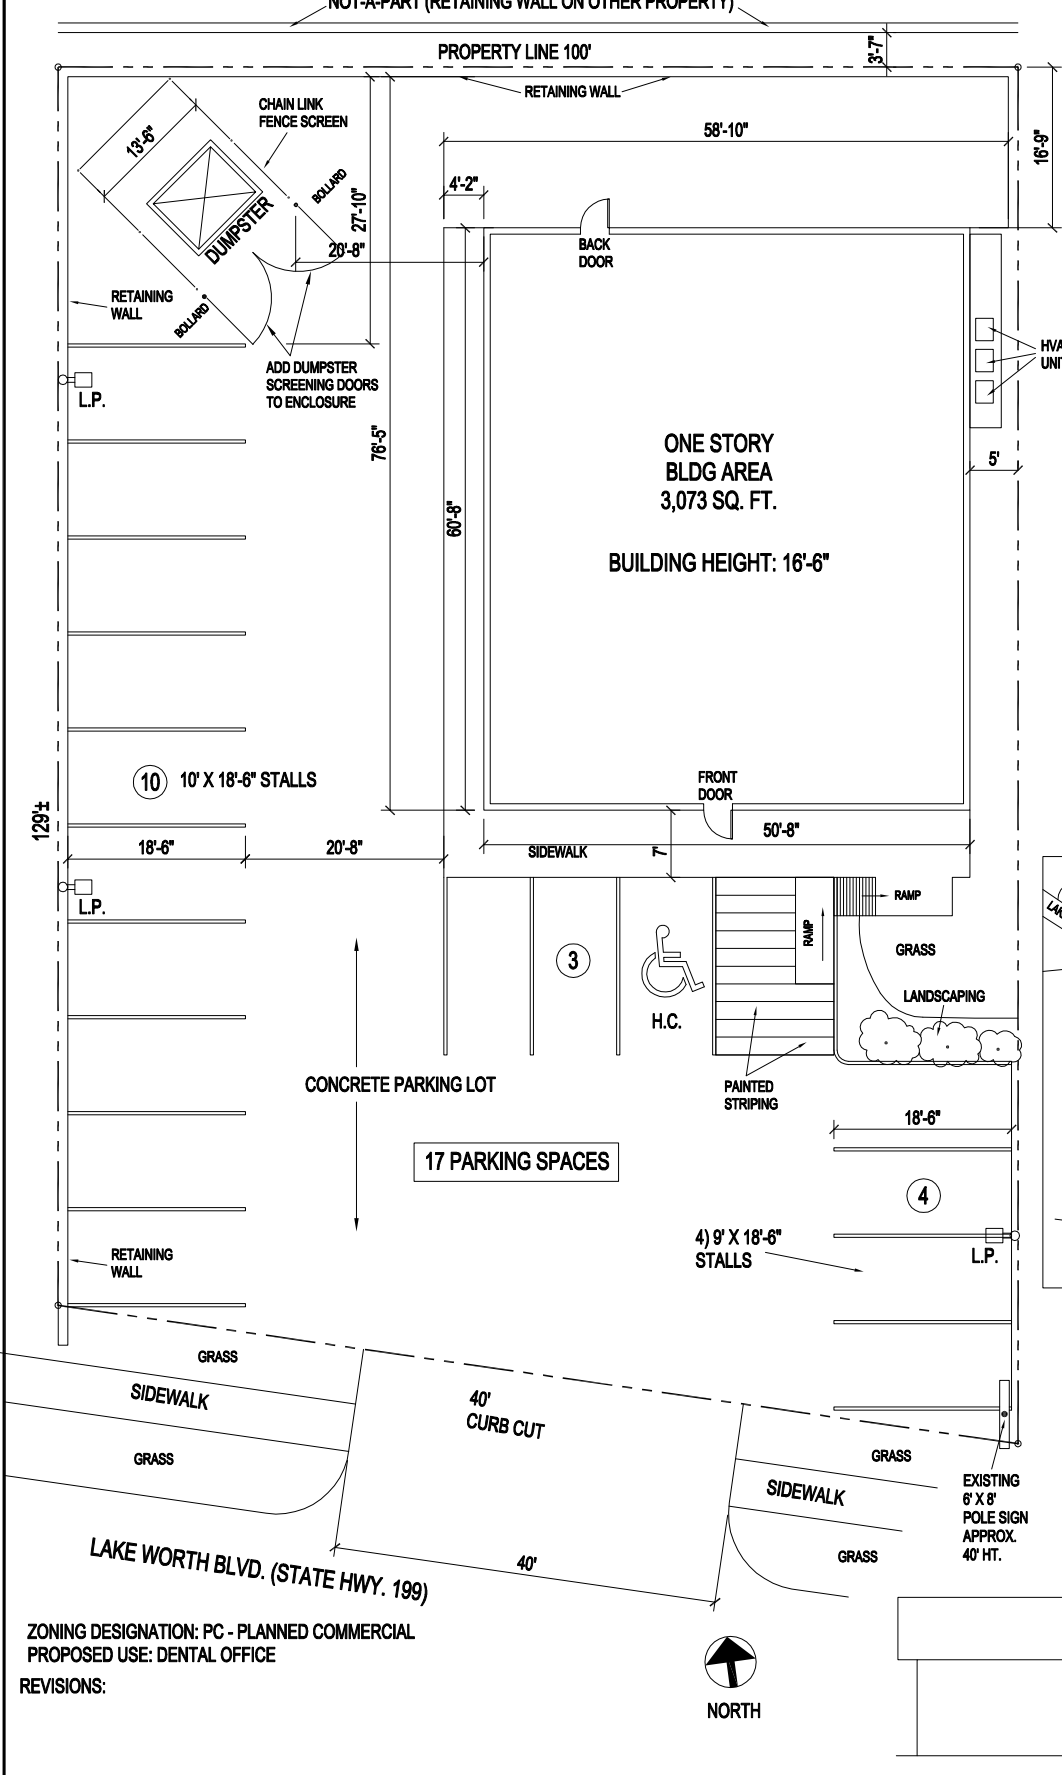 NOT-A-PART (RETAINING WALL ON OTHER PROPERTY)
PROPERTY LINE 100'
3'-7"
RETAINING WALL
CHAIN LINK
FENCE SCREEN
13'-6"
58'-10"
16'-9"
4'-2"
BOLLARD
27'-10"
DUMPSTER
20'-8"
BACK
DOOR
RETAINING
WALL
BOLLARD
ADD DUMPSTER
SCREENING DOORS
TO ENCLOSURE
L.P.
HVA
UNI
76'-5"
60'-8"
ONE STORY
BLDG AREA
3,073 SQ. FT.
BUILDING HEIGHT: 16'-6"
5'
129'±
10
10' X 18'-6" STALLS
FRONT
DOOR
18'-6"
20'-8"
SIDEWALK
7'
50'-8"
L.P.
3
RAMP
RAMP
GRASS
LANDSCAPING
H.C.
CONCRETE PARKING LOT
PAINTED
STRIPING
18'-6"
17 PARKING SPACES
4
4) 9' X 18'-6"
STALLS
L.P.
RETAINING
WALL
GRASS
SIDEWALK
GRASS
40'
CURB CUT
GRASS
SIDEWALK
GRASS
EXISTING
6' X 8'
POLE SIGN
APPROX.
40' HT.
40'
LAKE WORTH BLVD. (STATE HWY. 199)
ZONING DESIGNATION: PC - PLANNED COMMERCIAL
PROPOSED USE: DENTAL OFFICE
REVISIONS:
NORTH